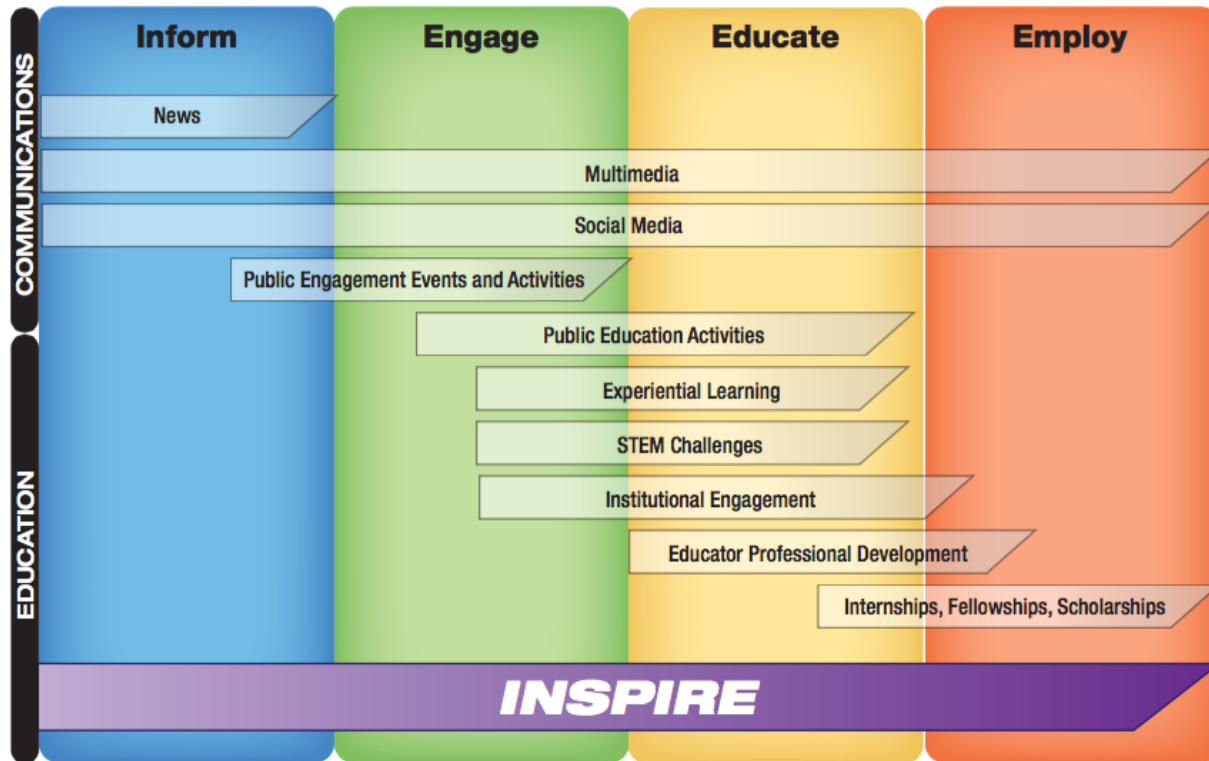 Inform
Engage
Educate
Employ
COMMUNICATIONS
News
Multimedia
Social Media
Public Engagement Events and Activities
EDUCATION
Public Education Activities
Experiential Learning
STEM Challenges
Institutional Engagement
Educator Professional Development
Internships, Fellowships, Scholarships
INSPIRE